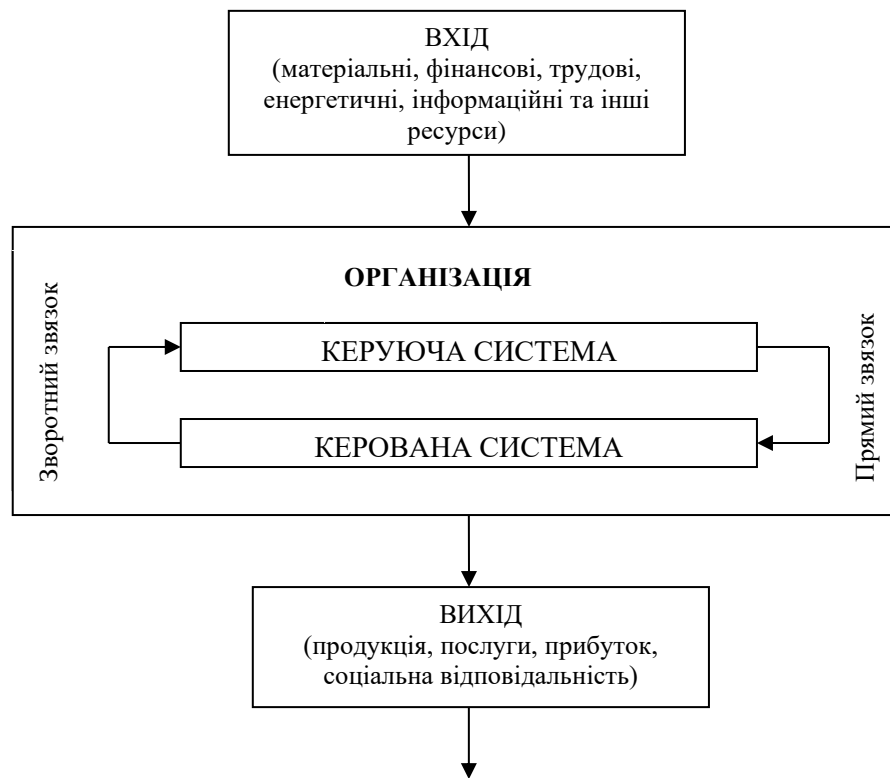 ВХІД
(матеріальні, фінансові, трудові,
енергетичні, інформаційні та інші
ресурси)
ОРГАНІЗАЦІЯ
Зворотний звязок
КЕРУЮЧА СИСТЕМА
КЕРОВАНА СИСТЕМА
Прямий звязок
ВИХІД
(продукція, послуги, прибуток,
соціальна відповідальність)